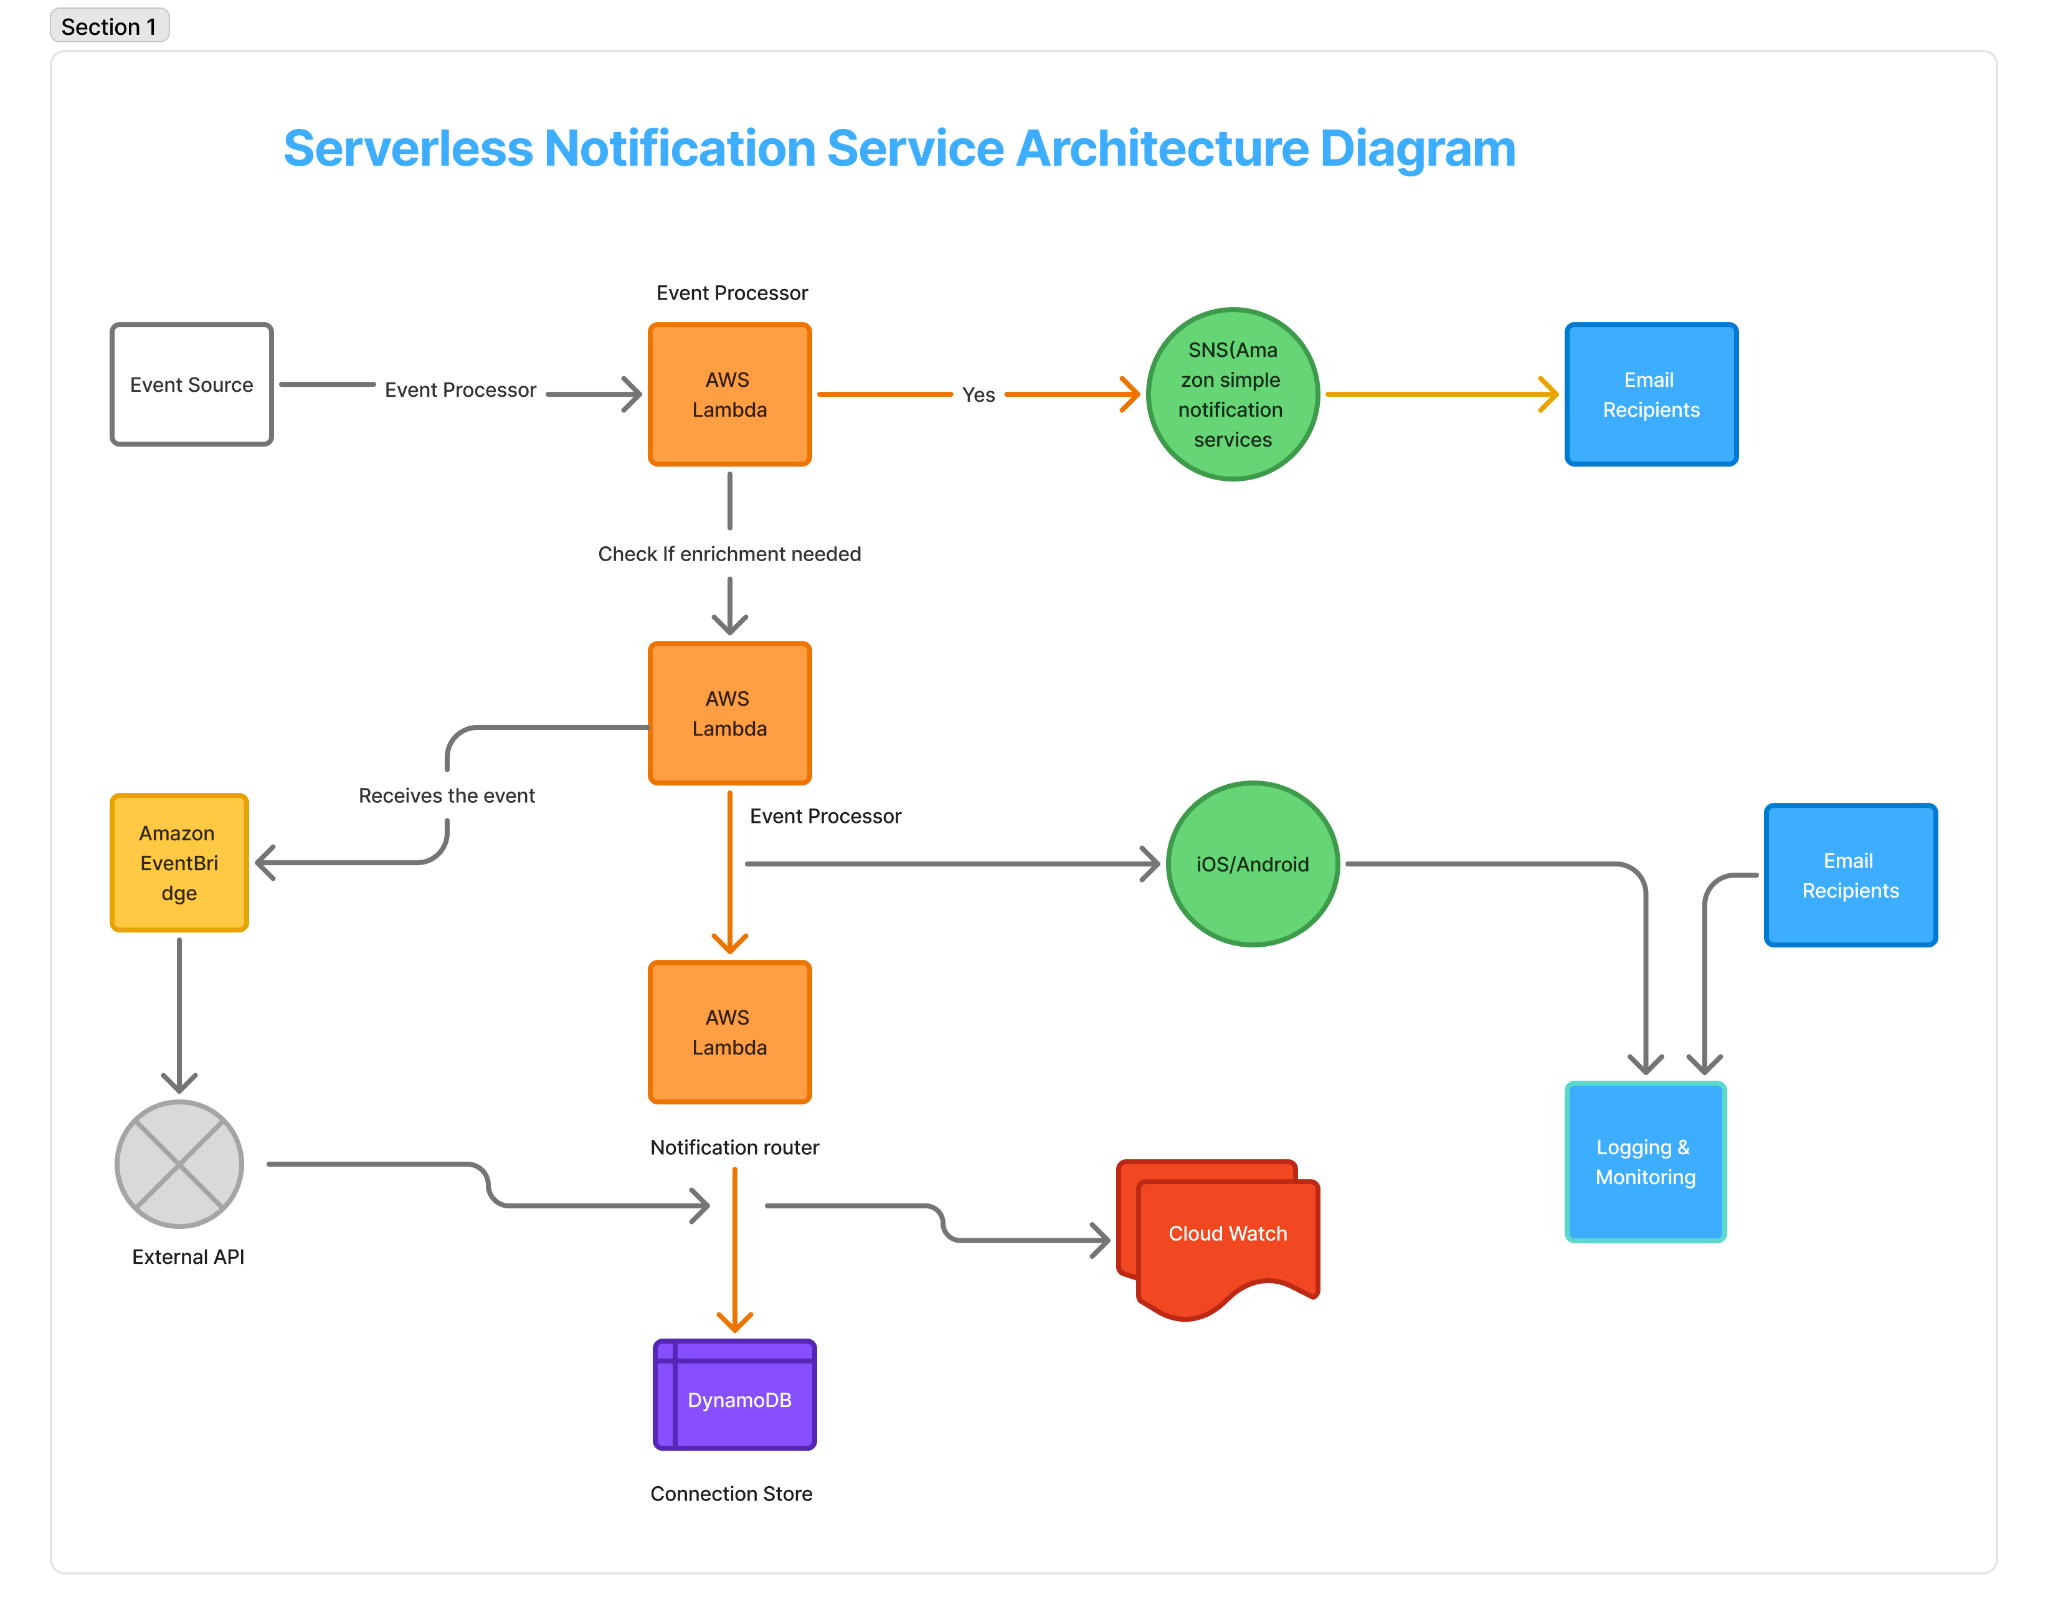 Section 1
Serverless Notification Service Architecture Diagram
Event Processor
Event Source
Event Processor
AWS
Lambda
Yes
SNS(Ama
zon simple
notification
services
Email
Recipients
Check If enrichment needed
AWS
Lambda
Receives the event
Event Processor
Amazon
EventBri
dge
iOS/Android
Email
Recipients
AWS
Lambda
Notification router
Logging &
Monitoring
External API
Cloud Watch
DynamoDB
Connection Store